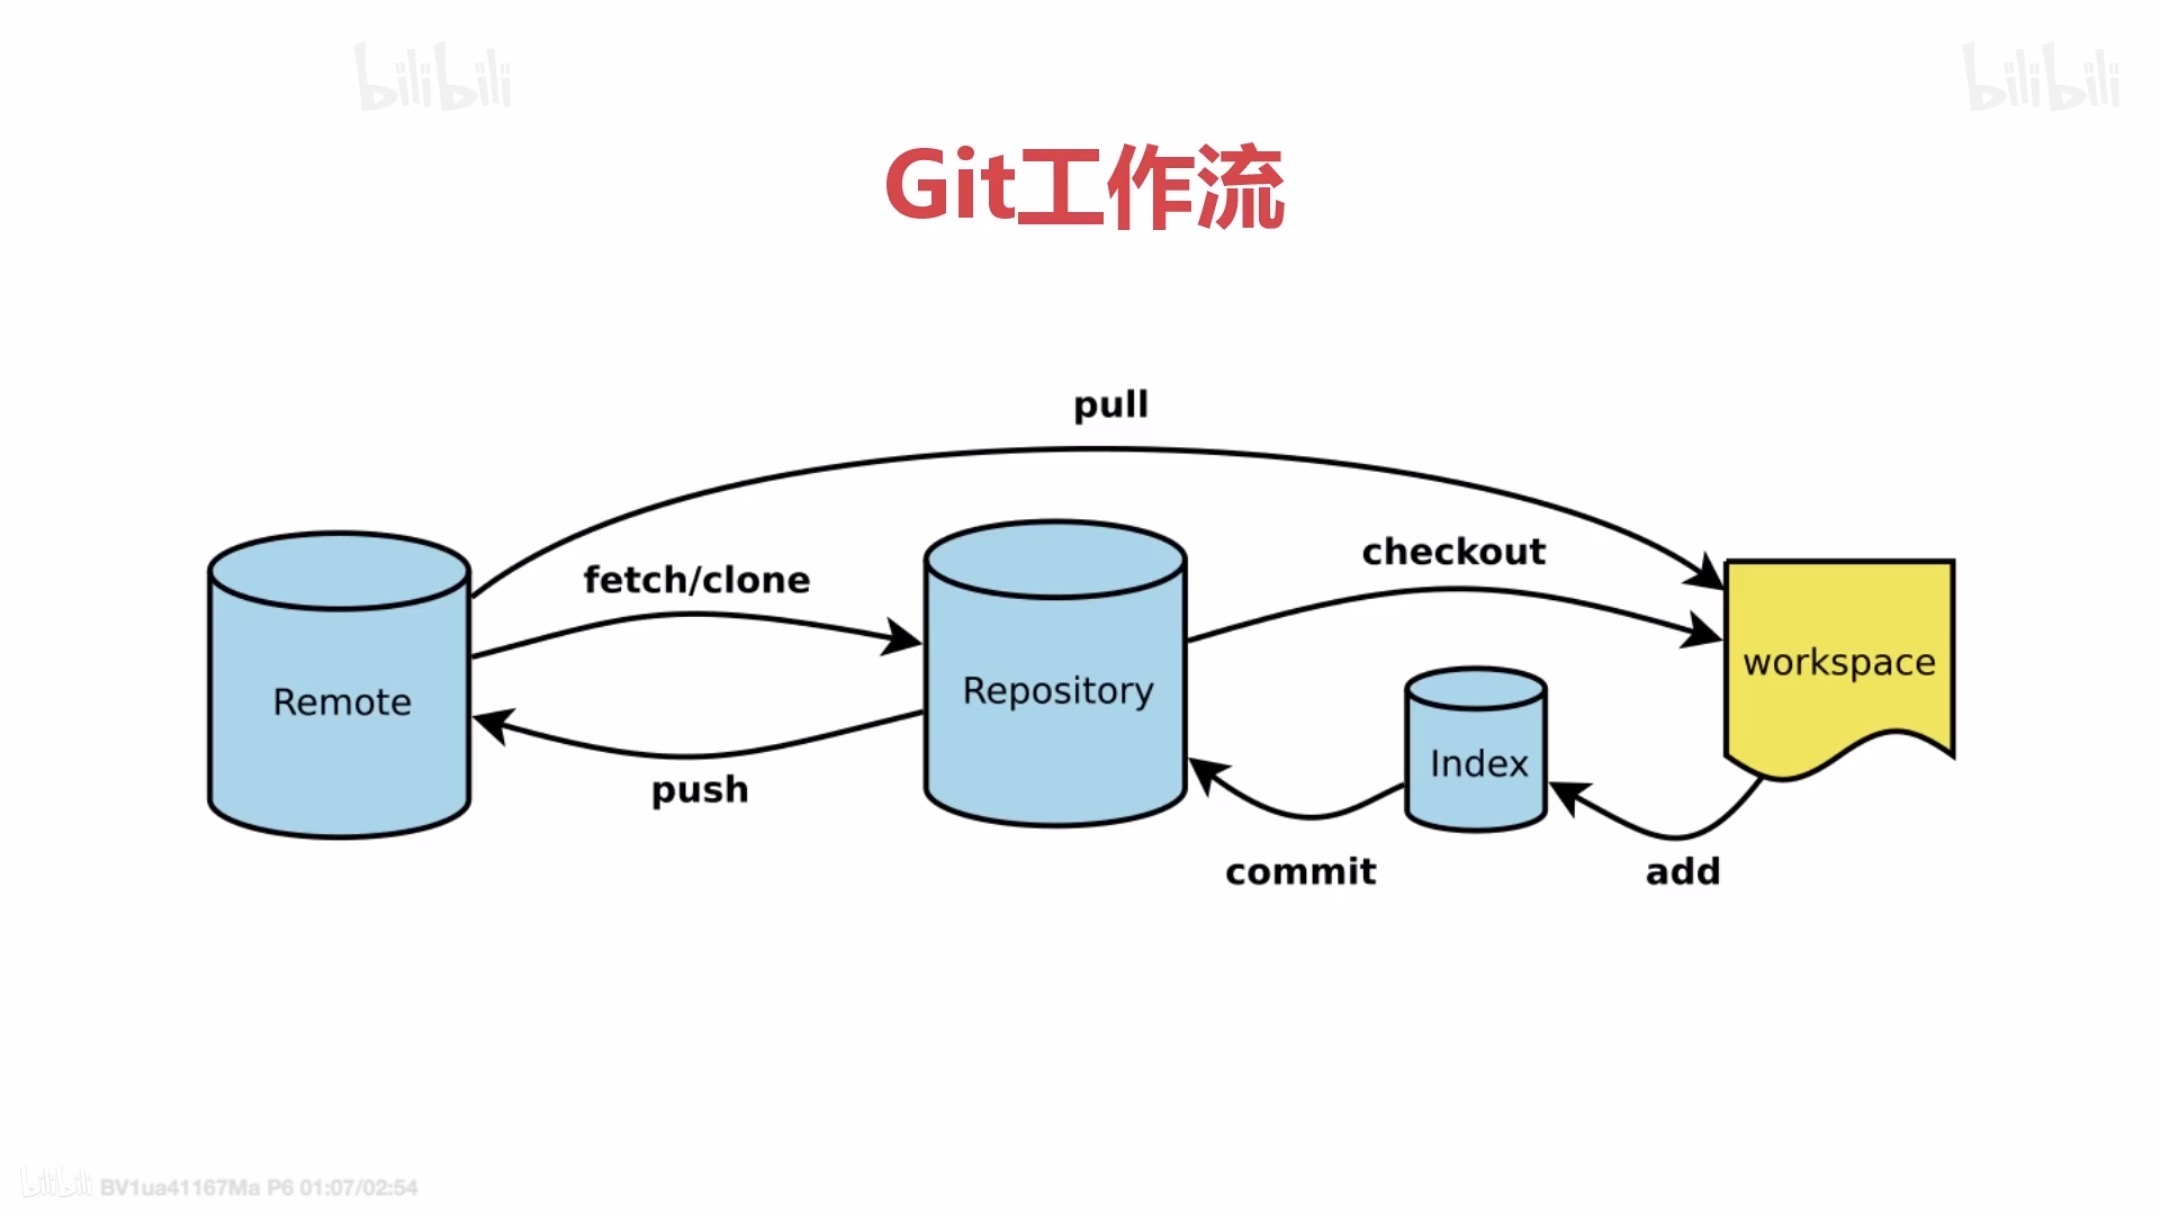 bilibili
bilibili
Git工作流
pull
checkout
fetch/clone
workspace
Remote
Repository
Index
push
commit
add
bilibili BV1ua41167Ma P6 01:07/02:54